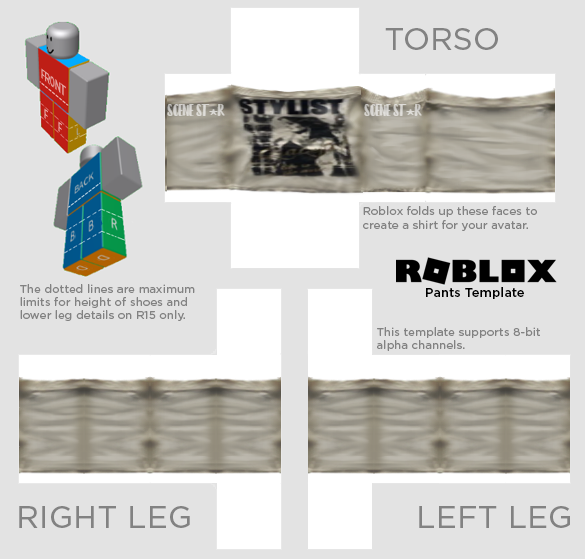 TORSO
FRONT
F F L
SCENE ST★R
STYLIST
SCENE ST★R
BACK
B B R
Roblox folds up these faces to
create a shirt for your avatar.
ROBLOX
Pants Template
The dotted lines are maximum
limits for height of shoes and
lower leg details on R15 only.
This template supports 8-bit
alpha channels.
RIGHT LEG
LEFT LEG